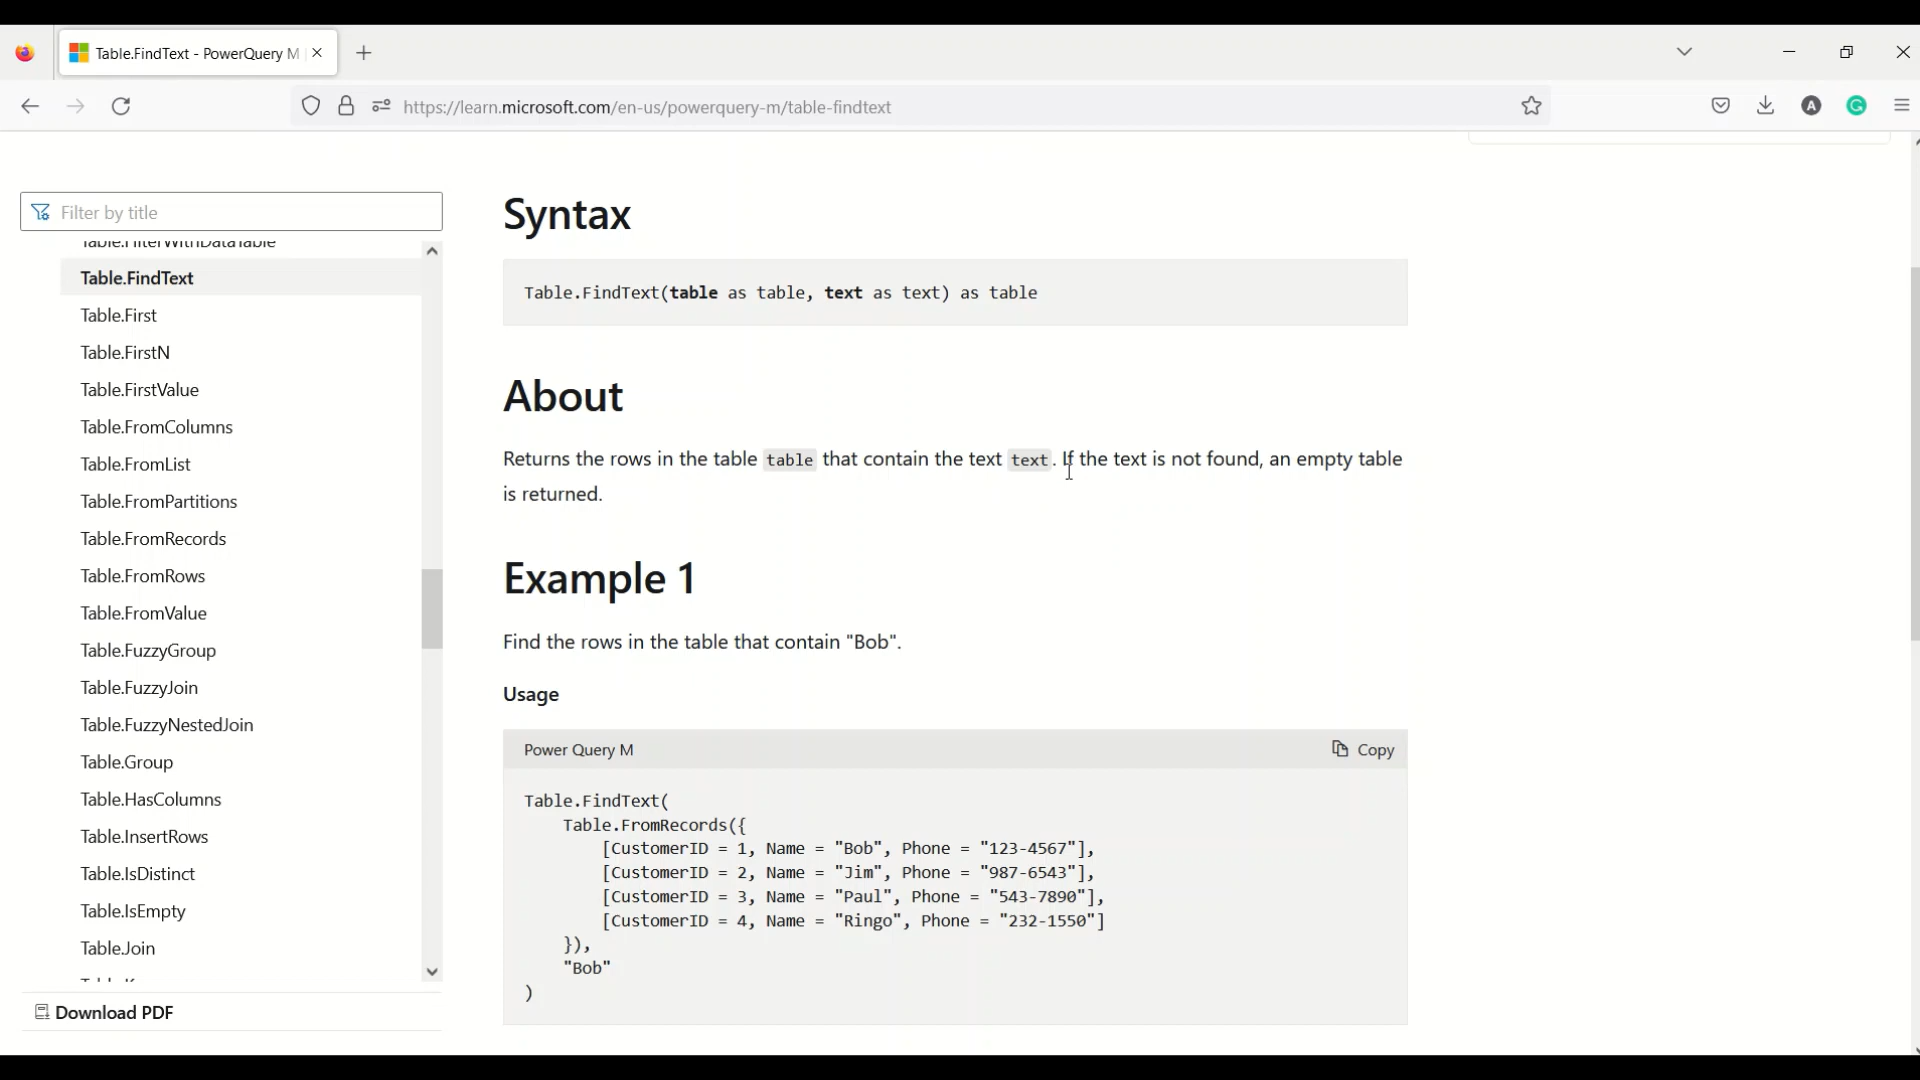 Table.FindText - PowerQuery M
https://learn.microsoft.com/en-us/powerquery-m/table-findtext
A
G
Filter by title
Table.FilterWithDataTable
Table.FindText
Table.First
Table.FirstN
Table.FirstValue
Table.FromColumns
Table.FromList
Table.FromPartitions
Table.FromRecords
Table.FromRows
Table.FromValue
Table.FuzzyGroup
Table.FuzzyJoin
Table.FuzzyNestedJoin
Table.Group
Table.HasColumns
Table.InsertRows
Table.IsDistinct
Table.IsEmpty
Table.Join
Download PDF
Syntax
Table.FindText(table as table, text as text) as table
About
Returns the rows in the table table that contain the text text. If the text is not found, an empty table
is returned.
Example 1
Find the rows in the table that contain "Bob".
Usage
Power Query M
Copy
Table.FindText(
Table.FromRecords({
[CustomerID = 1, Name = "Bob", Phone = "123-4567"],
[CustomerID = 2, Name = "Jim", Phone = "987-6543"],
[CustomerID = 3, Name = "Paul", Phone = "543-7890"],
[CustomerID = 4, Name = "Ringo", Phone = "232-1550"]
}),
"Bob"
)